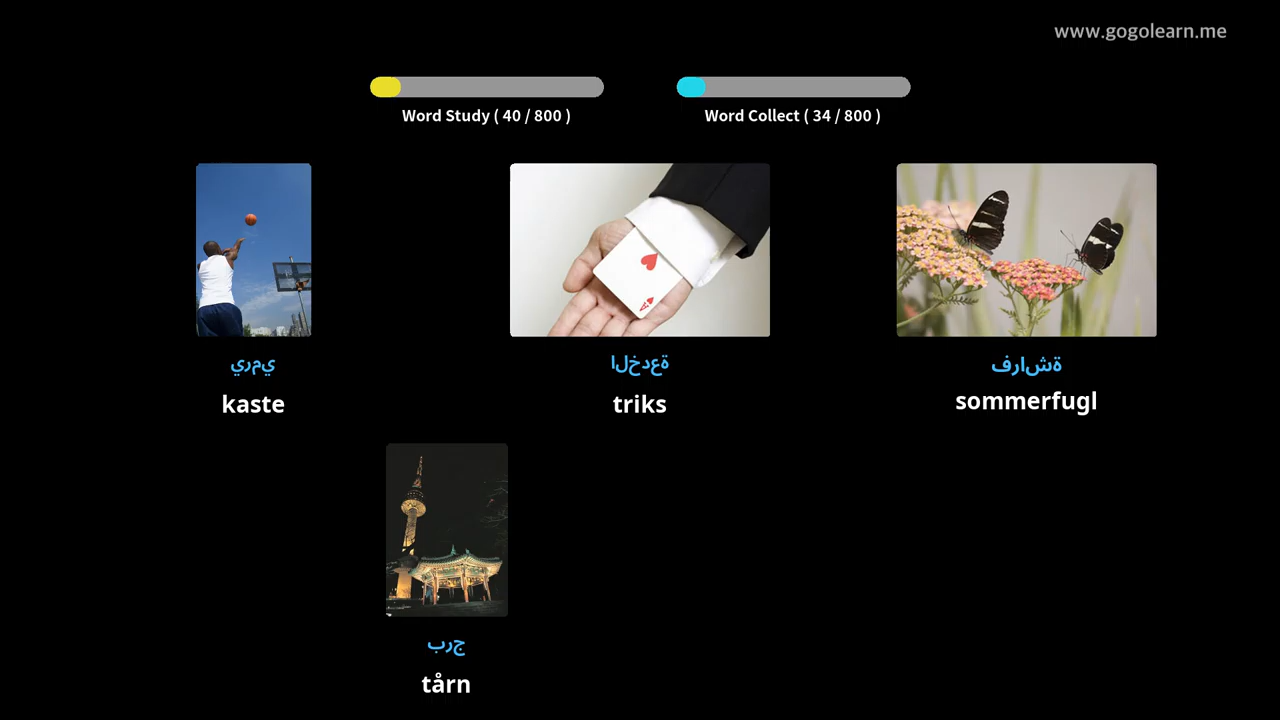 www.gogolearn.me
Word Study ( 40 / 800 )
Word Collect ( 34 / 800 )
يرمي
الخدعة
فراشة
kaste
triks
sommerfugl
برج
tårn